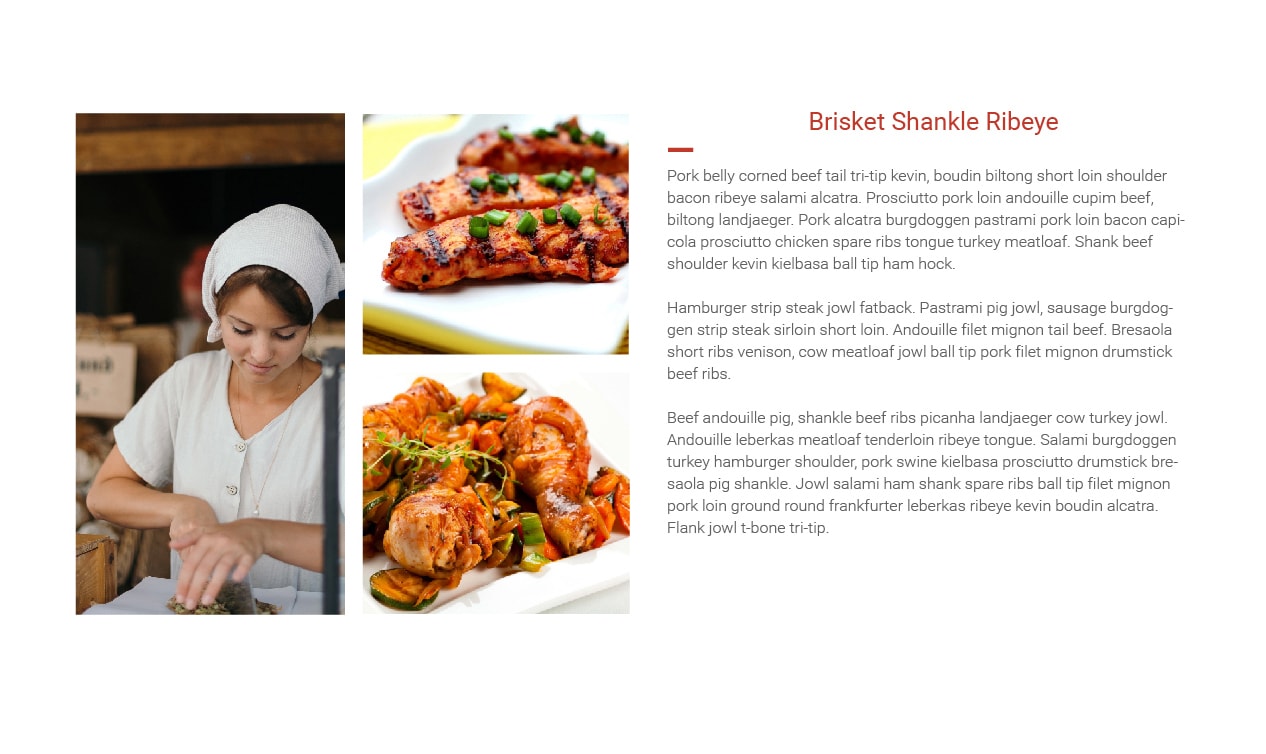 Brisket Shankle Ribeye
Pork belly corned beef tail tri-tip kevin, boudin biltong short loin shoulder
bacon ribeye salami alcatra. Prosciutto pork loin andouille cupim beef,
biltong landjaeger. Pork alcatra burgdoggen pastrami pork loin bacon capi-
cola prosciutto chicken spare ribs tongue turkey meatloaf. Shank beef
shoulder kevin kielbasa ball tip ham hock.
Hamburger strip steak jowl fatback. Pastrami pig jowl, sausage burgdog-
gen strip steak sirloin short loin. Andouille filet mignon tail beef. Bresaola
short ribs venison, cow meatloaf jowl ball tip pork filet mignon drumstick
beef ribs.
Beef andouille pig, shankle beef ribs picanha landjaeger cow turkey jowl.
Andouille leberkas meatloaf tenderloin ribeye tongue. Salami burgdoggen
turkey hamburger shoulder, pork swine kielbasa prosciutto drumstick bre-
saola pig shankle. Jowl salami ham shank spare ribs ball tip filet mignon
pork loin ground round frankfurter leberkas ribeye kevin boudin alcatra.
Flank jowl t-bone tri-tip.